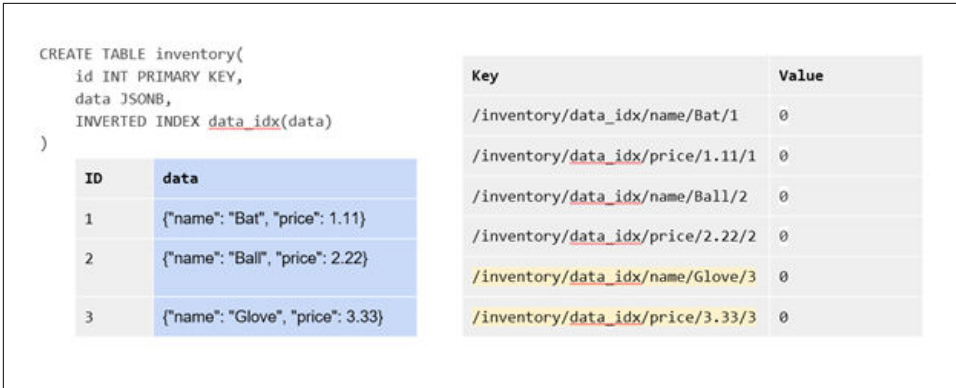 CREATE TABLE inventory(
id INT PRIMARY KEY,
data JSONB,
INVERTED INDEX data_idx(data)
)
ID data
1 {"name": "Bat", "price": 1.11}
2 {"name": "Ball", "price": 2.22}
3 {"name": "Glove", "price": 3.33}
Key Value
/inventory/data_idx/name/Bat/1 0
/inventory/data_idx/price/1.11/1 0
/inventory/data_idx/name/Ball/2 0
/inventory/data_idx/price/2.22/2 0
/inventory/data_idx/name/Glove/3 0
/inventory/data_idx/price/3.33/3 0